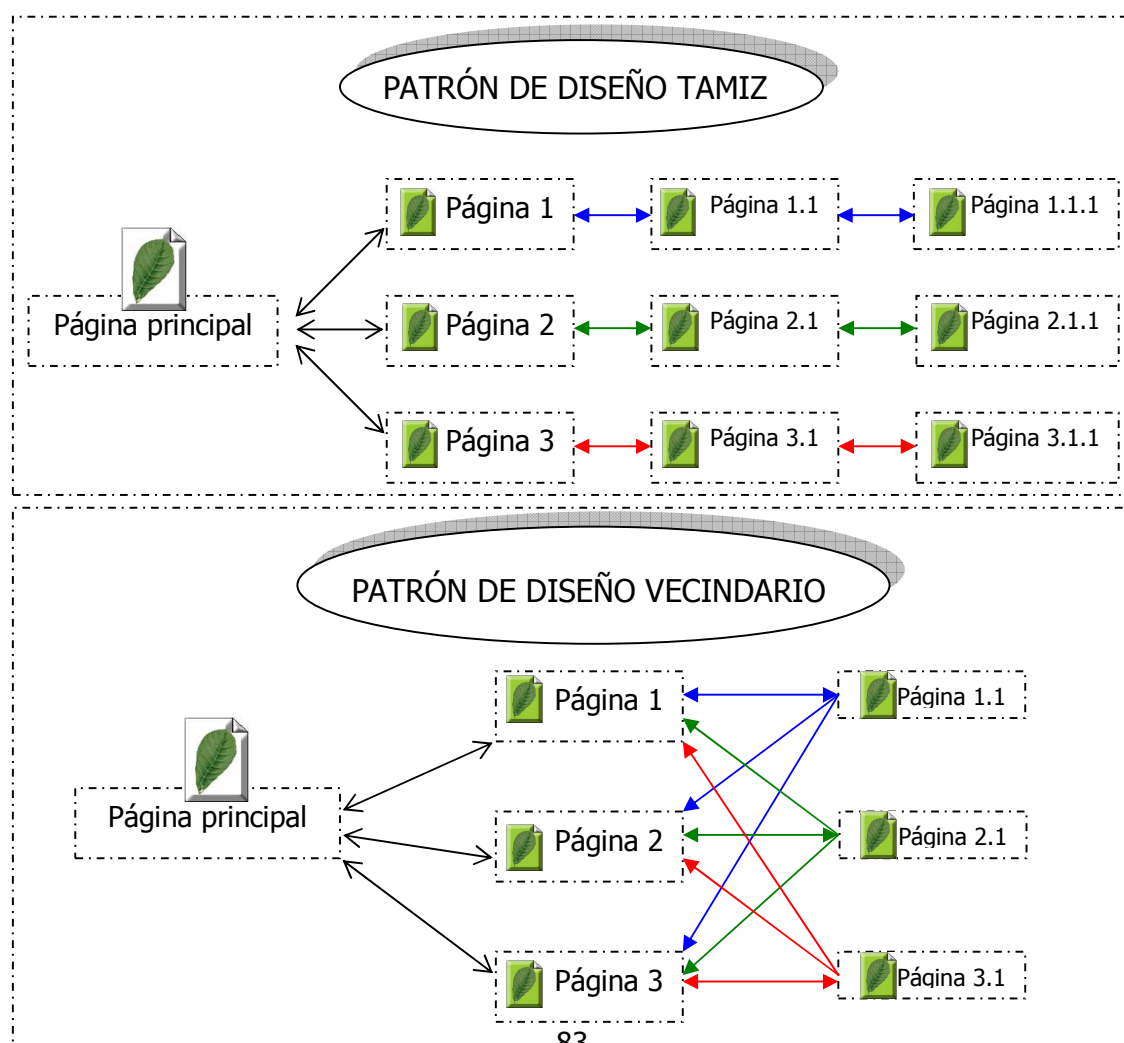 PATRÓN DE DISEÑO TAMIZ
Página 1
Página 1.1
Página 1.1.1
Página principal
Página 2
Página 2.1
Página 2.1.1
Página 3
Página 3.1
Página 3.1.1
PATRÓN DE DISEÑO VECINDARIO
Página 1
Página 1.1
Página principal
Página 2
Página 2.1
Página 3
Página 3.1
83